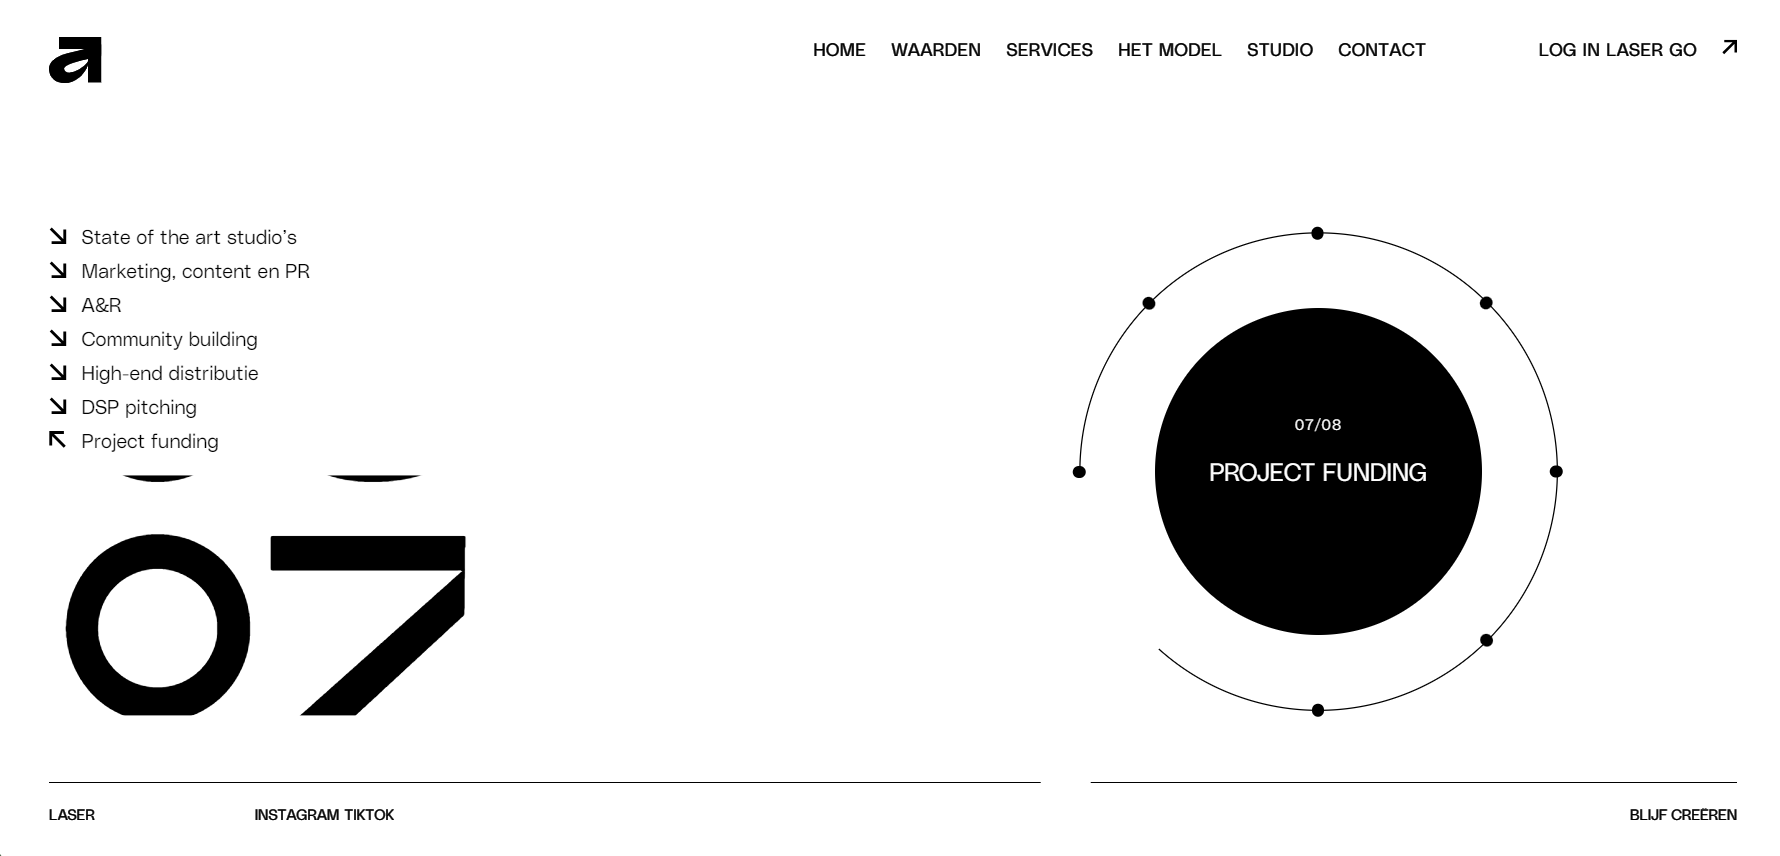 a
HOME WAARDEN SERVICES HET MODEL STUDIO CONTACT LOG IN LASER GO
State of the art studio’s
Marketing, content en PR
A&R
Community building
High-end distributie
DSP pitching
Project funding
07
07/08
PROJECT FUNDING
LASER INSTAGRAM TIKTOK BLIJF CREËREN